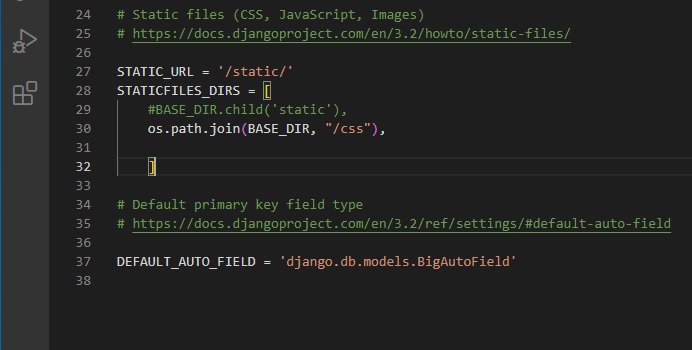 24 # Static files (CSS, JavaScript, Images)
25 # https://docs.djangoproject.com/en/3.2/howto/static-files/
26
27 STATIC_URL = '/static/'
28 STATICFILES_DIRS = [
29     #BASE_DIR.child('static'),
30     os.path.join(BASE_DIR, "/css"),
31
32     ]
33
34 # Default primary key field type
35 # https://docs.djangoproject.com/en/3.2/ref/settings/#default-auto-field
36
37 DEFAULT_AUTO_FIELD = 'django.db.models.BigAutoField'
38